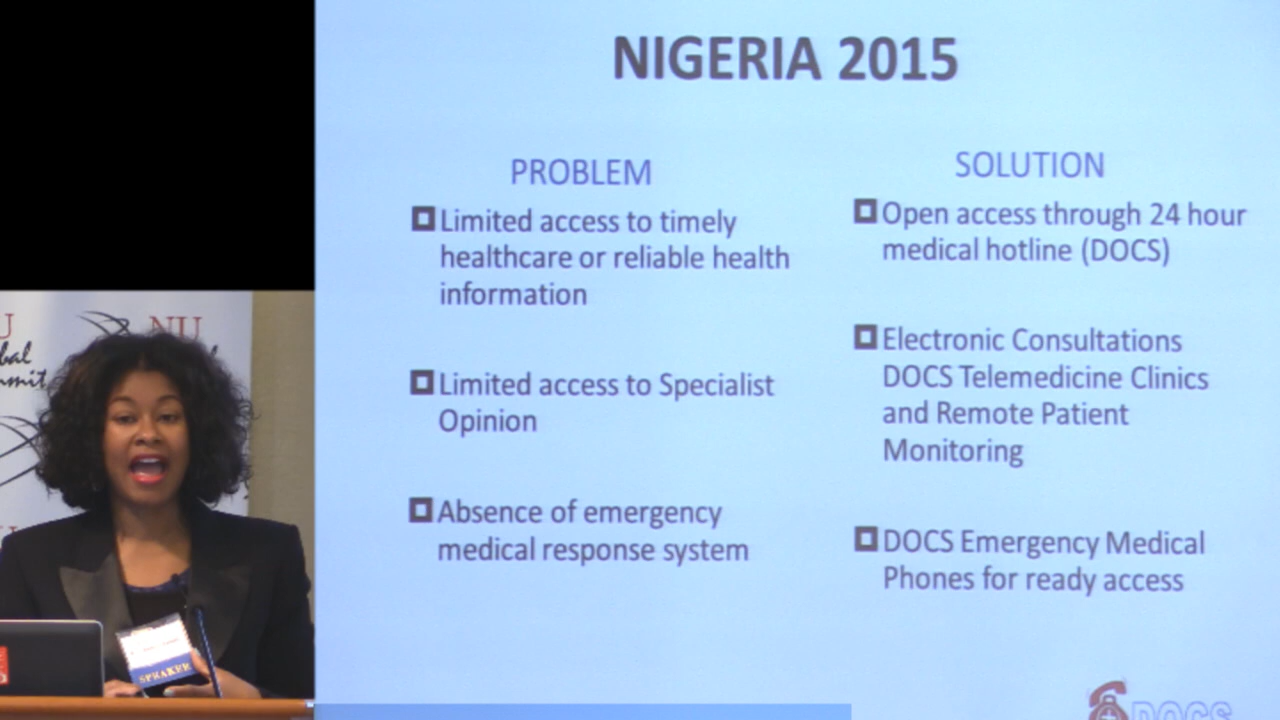 NIGERIA 2015
PROBLEM
Limited access to timely
healthcare or reliable health
information
Limited access to Specialist
Opinion
Absence of emergency
medical response system
SOLUTION
Open access through 24 hour
medical hotline (DOCS)
Electronic Consultations
DOCS Telemedicine Clinics
and Remote Patient
Monitoring
DOCS Emergency Medical
Phones for ready access
DOCS
NU
SPEAKER